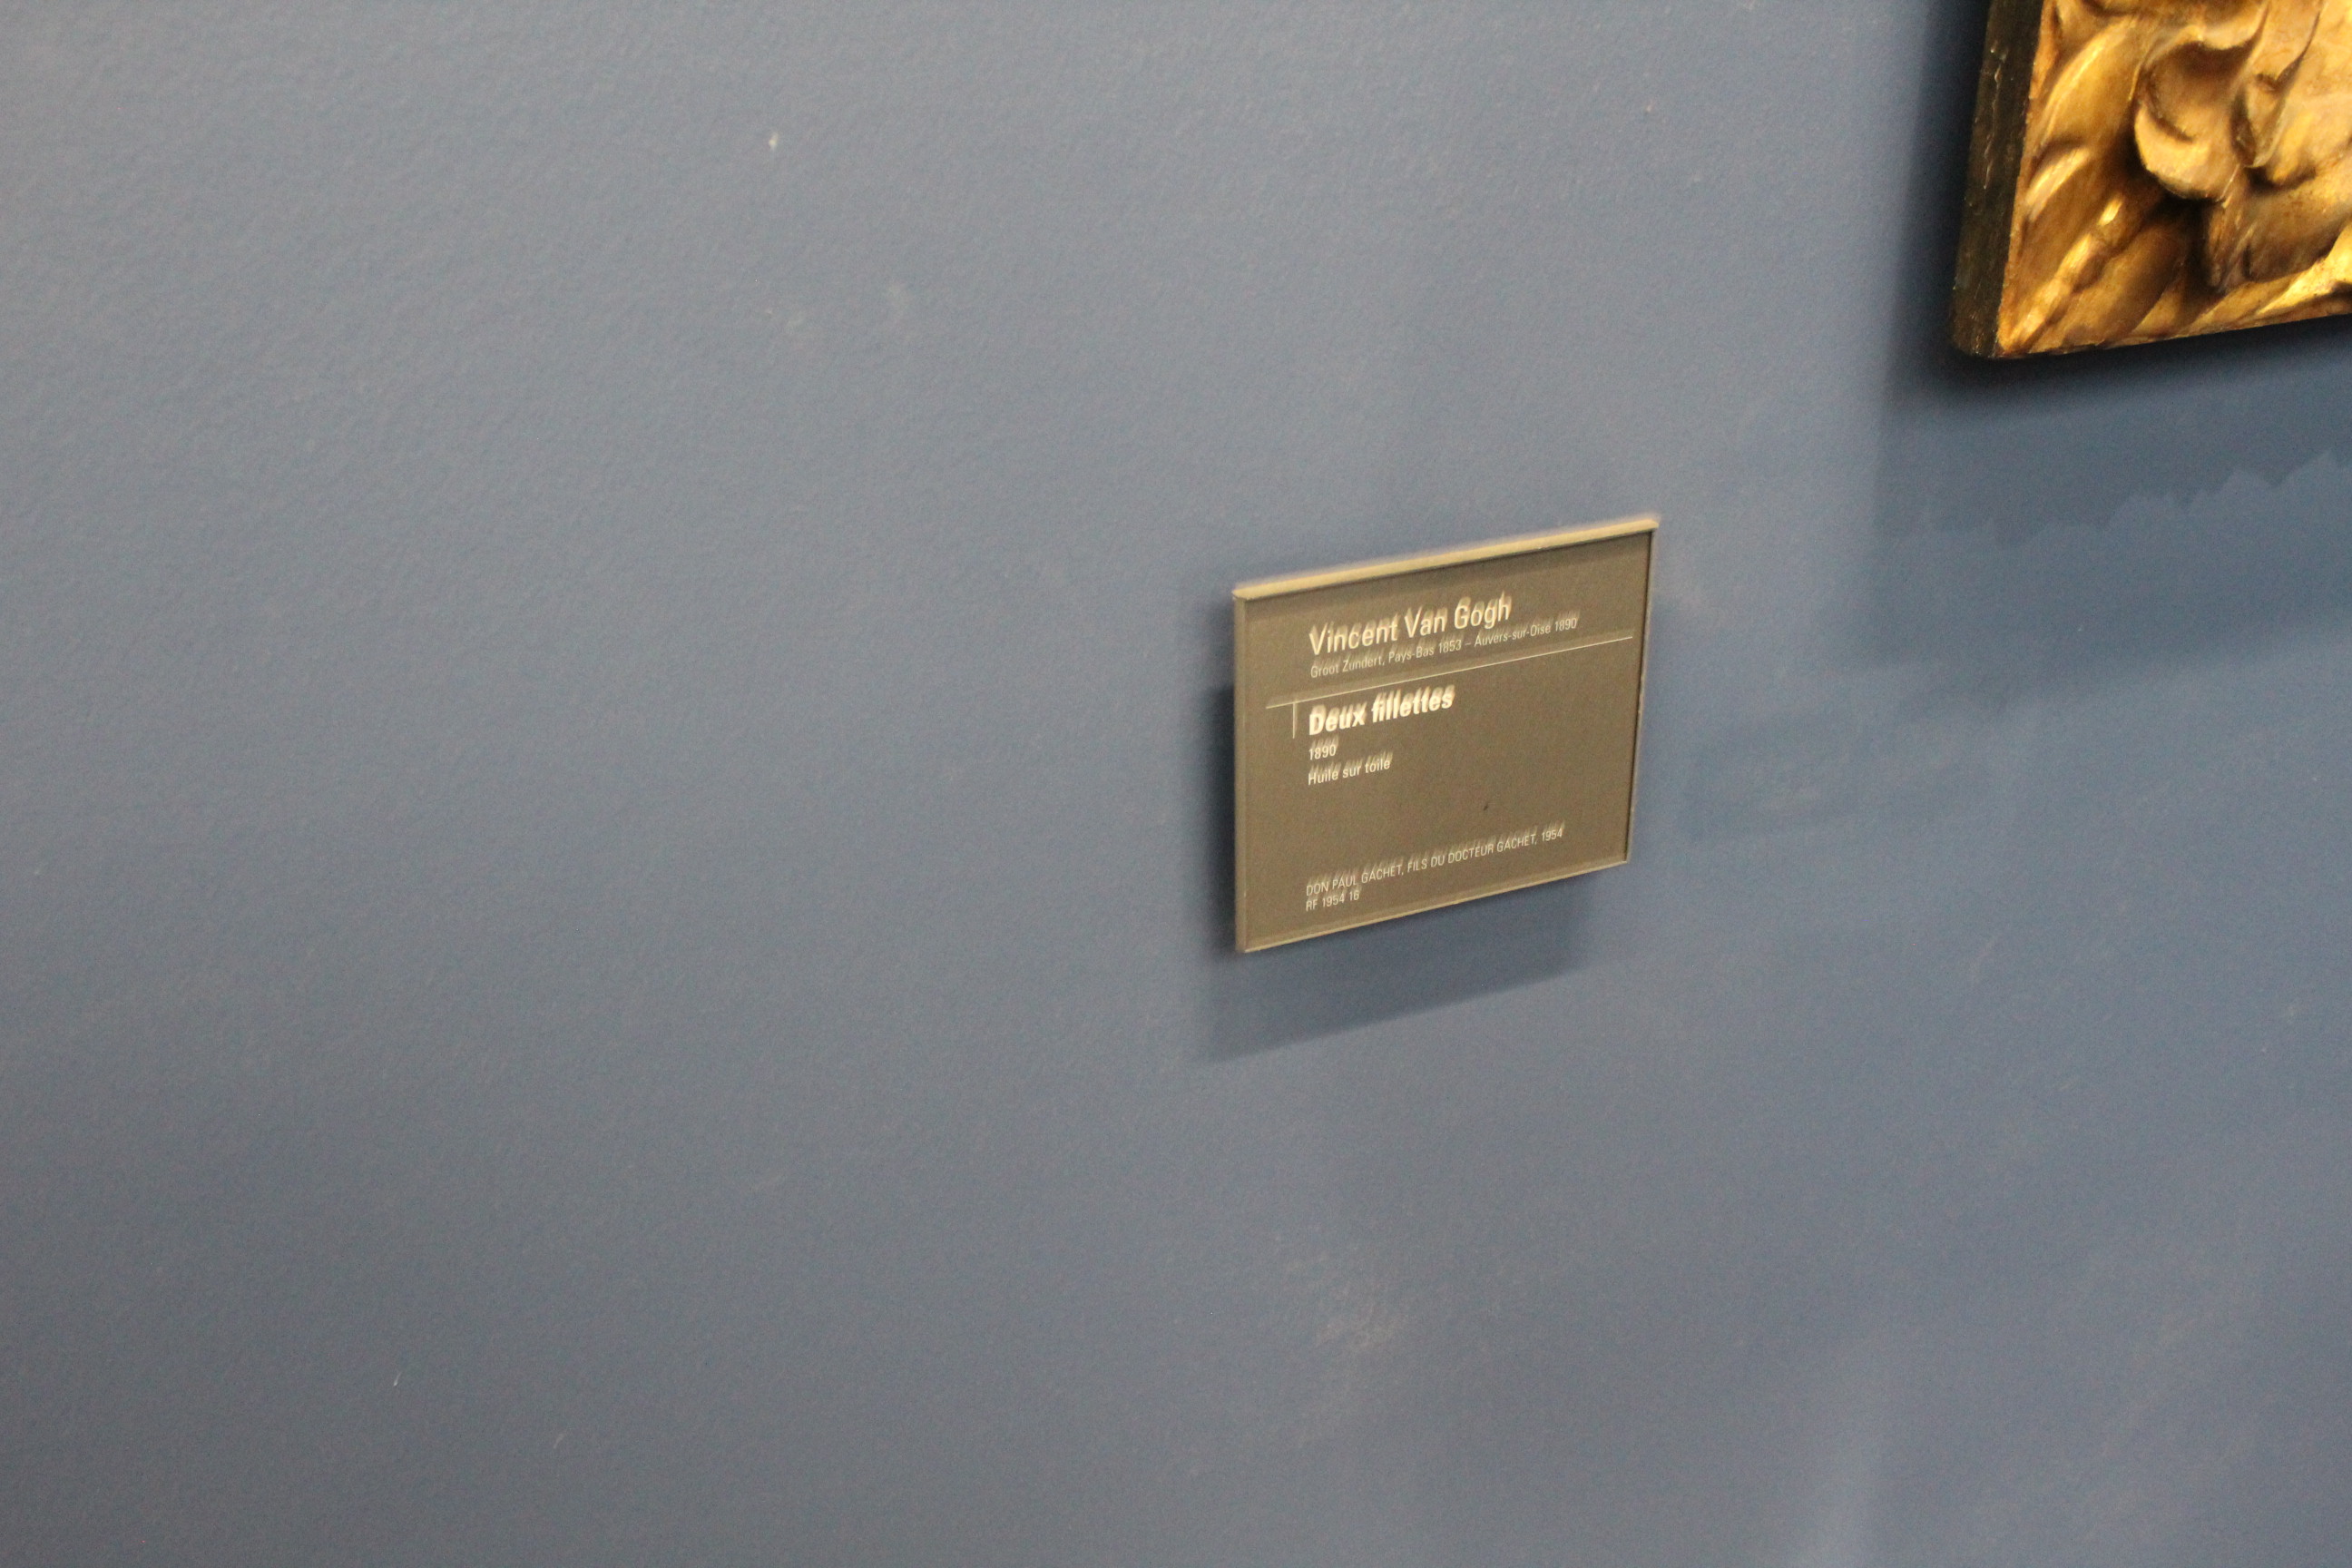 Vincent Van Gogh
Groot Zundert, Pays-Bas 1853 – Auvers-sur-Oise 1890
Deux fillettes
1890
Huile sur toile
DON PAUL GACHET, FILS DU DOCTEUR GACHET, 1954
RF 1954 16